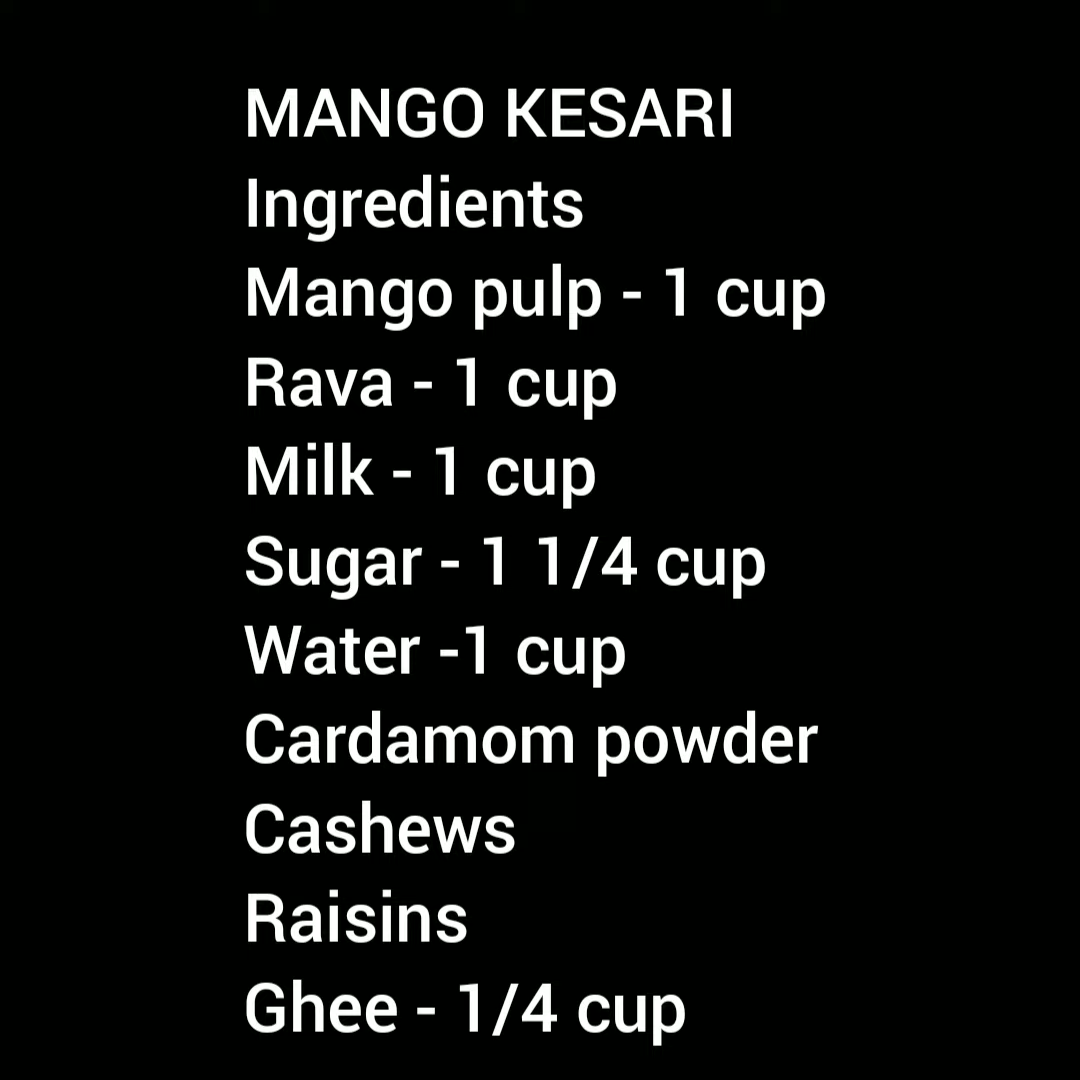 MANGO KESARI
Ingredients
Mango pulp - 1 cup
Rava - 1 cup
Milk - 1 cup
Sugar - 1 1/4 cup
Water -1 cup
Cardamom powder
Cashews
Raisins
Ghee - 1/4 cup